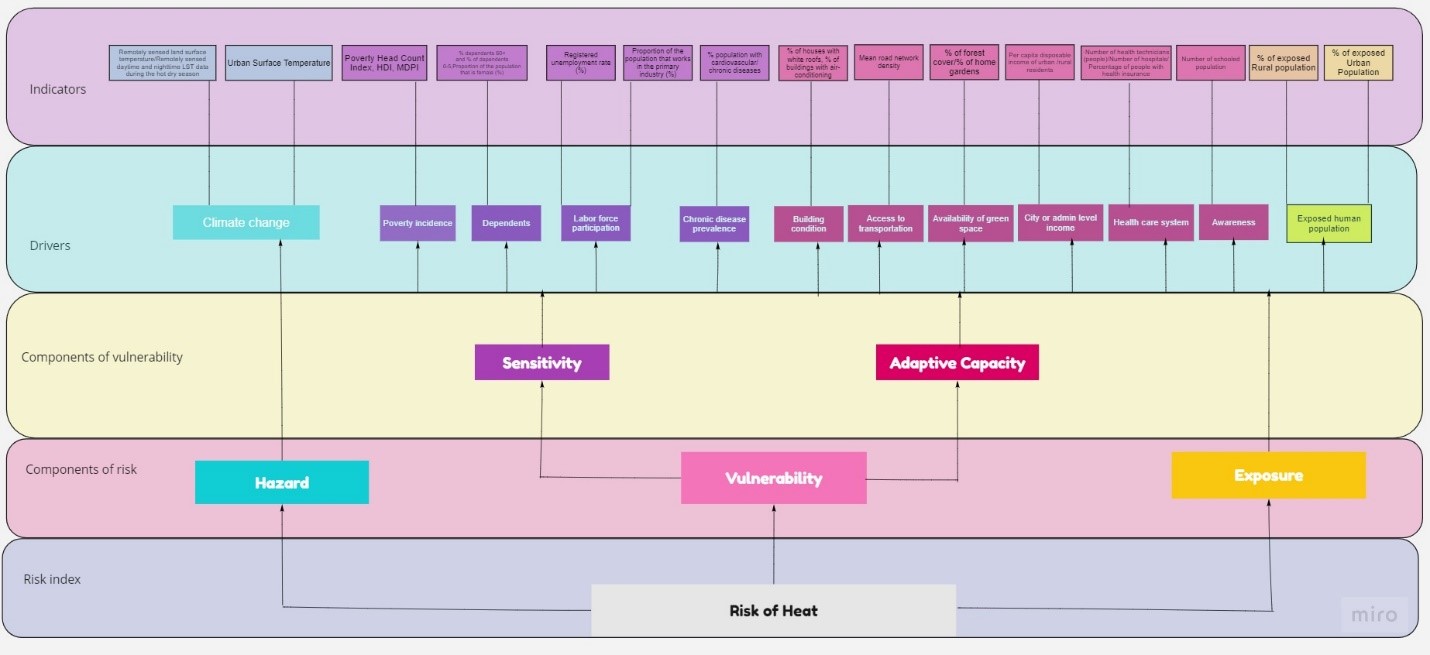 Remotely sensed land surface
temperature/Remotely sensed
daytime and nighttime LST data
during the hot dry season
Urban Surface Temperature
Poverty Head Count
Index, HDI, MDPI
% dependents 65+
and % of dependents
0-5,Proportion of the population
that is female (%)
Registered
unemployment rate
(%)
Proportion of the
population that works
in the primary
industry (%)
% population with
cardiovascular/
chronic diseases
% of houses with
white roofs, % of
buildings with air-
conditioning
Mean road network
density
% of forest
cover/% of home
gardens
Per capita disposable
income of urban /rural
residents
Number of health technicians
(people)/Number of hospitals/
Percentage of people with
health insurance
Number of schooled
population
% of exposed
Rural population
% of exposed
Urban
Population
Indicators
Climate change
Poverty incidence
Dependents
Labor force
participation
Chronic disease
prevalence
Building
condition
Access to
transportation
Availability of green
space
City or admin level
income
Health care system
Awareness
Exposed human
population
Drivers
Components of vulnerability
Sensitivity
Adaptive Capacity
Components of risk
Hazard
Vulnerability
Exposure
Risk index
Risk of Heat
miro